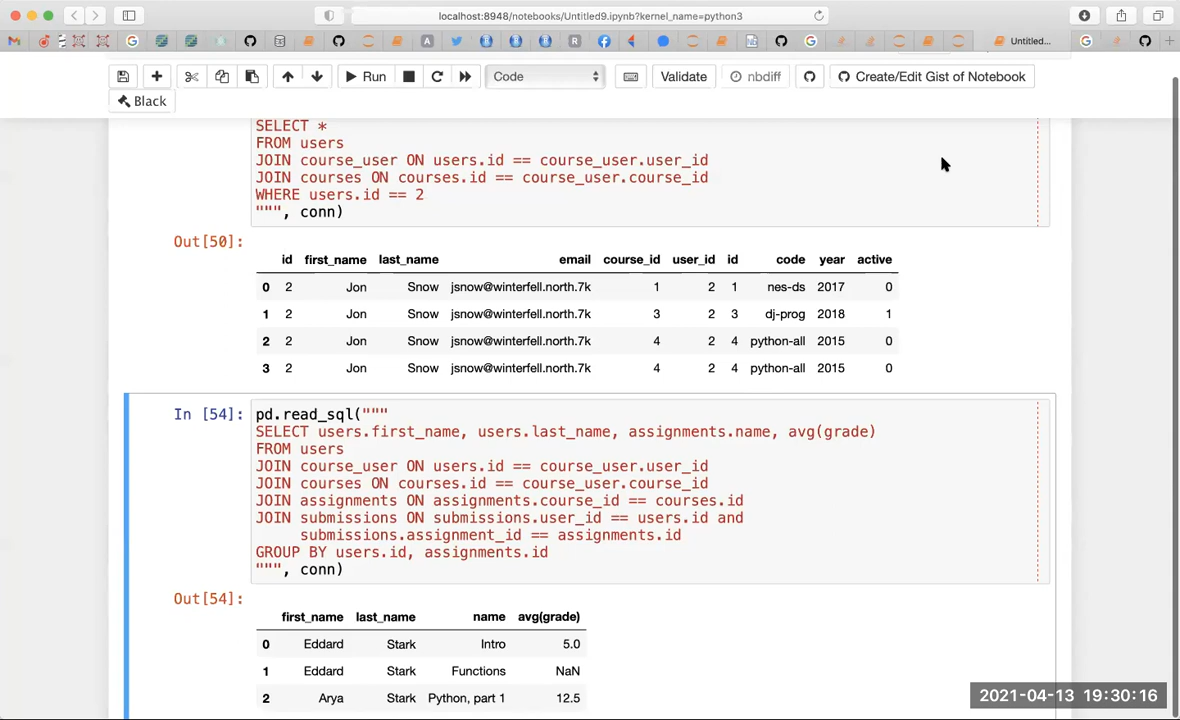 localhost:8948/notebooks/Untitled9.ipynb?kernel_name=python3
Untitled...
Run
Code
Validate
nbdiff
Create/Edit Gist of Notebook
Black
SELECT *
FROM users
JOIN course_user ON users.id == course_user.user_id
JOIN courses ON courses.id == course_user.course_id
WHERE users.id == 2
""", conn)
Out[50]:
id first_name last_name email course_id user_id id code year active
0 2 Jon Snow jsnow@winterfell.north.7k 1 2 1 nes-ds 2017 0
1 2 Jon Snow jsnow@winterfell.north.7k 3 2 3 dj-prog 2018 1
2 2 Jon Snow jsnow@winterfell.north.7k 4 2 4 python-all 2015 0
3 2 Jon Snow jsnow@winterfell.north.7k 4 2 4 python-all 2015 0
In [54]: pd.read_sql("""
SELECT users.first_name, users.last_name, assignments.name, avg(grade)
FROM users
JOIN course_user ON users.id == course_user.user_id
JOIN courses ON courses.id == course_user.course_id
JOIN assignments ON assignments.course_id == courses.id
JOIN submissions ON submissions.user_id == users.id and
submissions.assignment_id == assignments.id
GROUP BY users.id, assignments.id
""", conn)
Out[54]:
first_name last_name name avg(grade)
0 Eddard Stark Intro 5.0
1 Eddard Stark Functions NaN
2 Arya Stark Python, part 1 12.5
2021-04-13 19:30:16